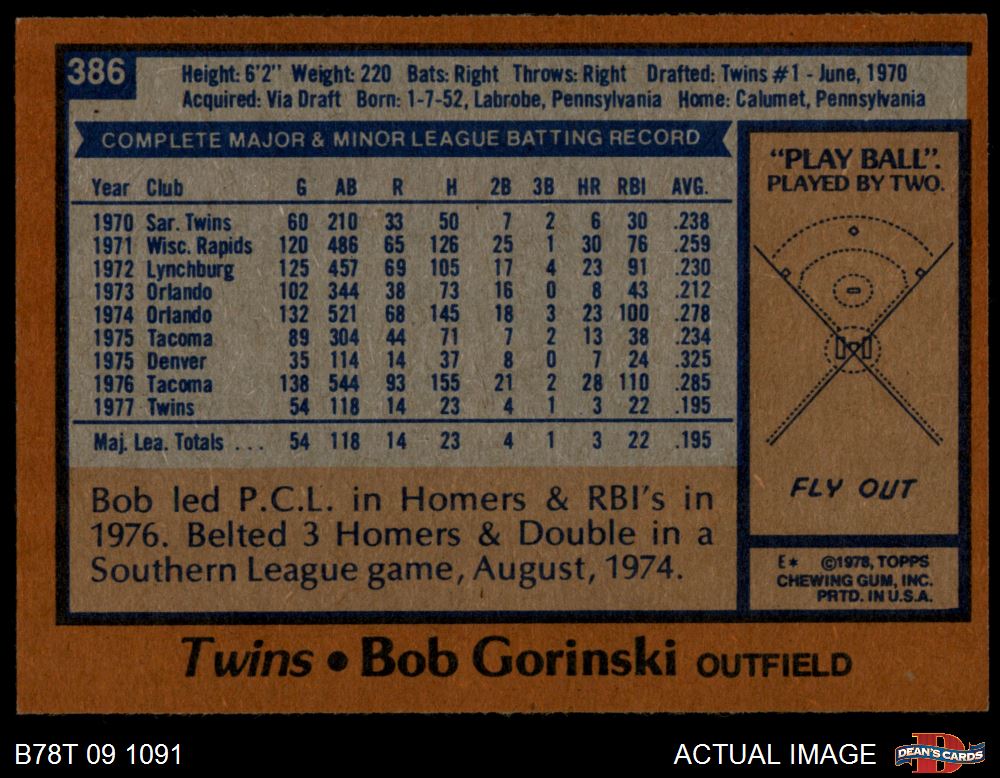 386
Height: 6'2" Weight: 220 Bats: Right Throws: Right Drafted: Twins #1 - June, 1970
Acquired: Via Draft Born: 1-7-52, Labrobe, Pennsylvania Home: Calumet, Pennsylvania
COMPLETE MAJOR & MINOR LEAGUE BATTING RECORD
Year Club G AB R H 2B 3B HR RBI AVG.
1970 Sar. Twins 60 210 33 50 7 2 6 30 .238
1971 Wisc. Rapids 120 486 65 126 25 1 30 76 .259
1972 Lynchburg 125 457 69 105 17 4 23 91 .230
1973 Orlando 102 344 38 73 16 0 8 43 .212
1974 Orlando 132 521 68 145 18 3 23 100 .278
1975 Tacoma 89 304 44 71 7 2 13 38 .234
1975 Denver 35 114 14 37 8 0 7 24 .325
1976 Tacoma 138 544 93 155 21 2 28 110 .285
1977 Twins 54 118 14 23 4 1 3 22 .195
Maj. Lea. Totals ... 54 118 14 23 4 1 3 22 .195
Bob led P.C.L. in Homers & RBI's in
1976. Belted 3 Homers & Double in a
Southern League game, August, 1974.
"PLAY BALL".
PLAYED BY TWO.
FLY OUT
E* ©1978, TOPPS
CHEWING GUM, INC.
PRTD. IN U.S.A.
Twins • Bob Gorinski OUTFIELD
B78T 09 1091
ACTUAL IMAGE
DEAN'S CARDS